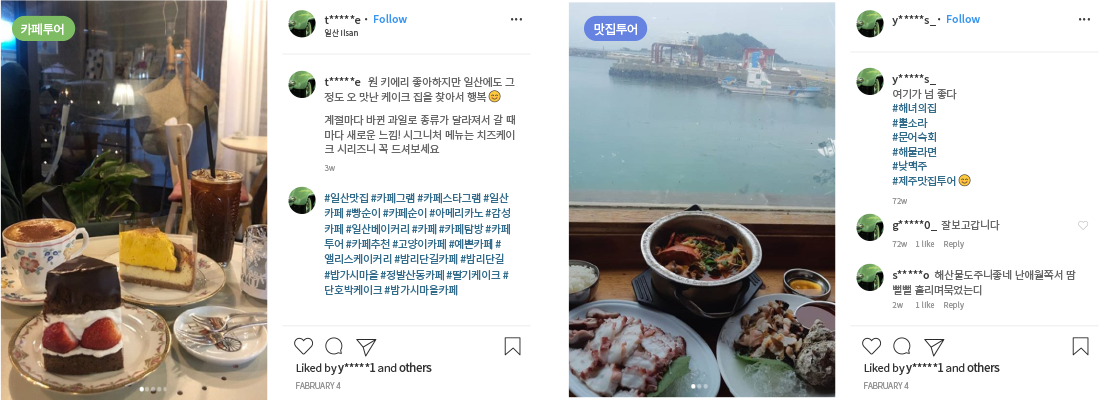 카페투어
t*****e • Follow
일산 Ilsan
t*****e 원 키에리 좋아하지만 일산에도 그
정도 오 맛난 케이크 집을 찾아서 행복😊
계절마다 바뀐 과일로 종류가 달라져서 갈 때
마다 새로운 느낌! 시그니처 메뉴는 치즈케이
크 시리즈니 꼭 드셔보세요
3w
#일산맛집 #카페그램 #카페스타그램 #일산
카페 #빵순이 #카페순이 #아메리카노 #감성
카페 #일산베이커리 #카페 #카페탐방 #카페
투어 #카페추천 #고양이카페 #예쁜카페 #
앨리스케이커리 #밤리단길카페 #밤리단길
#밤가시마을 #정발산동카페 #딸기케이크 #
단호박케이크 #밤가시마을카페
Liked by y*****1 and others
FABRUARY 4
맛집투어
y*****s_ • Follow
y*****s_
여기가 넘 좋다
#해녀의집
#뿔소라
#문어숙회
#해물라면
#낮맥주
#제주맛집투어 😊
72w
g*****0_ 잘보고갑니다
72w 1 like Reply
s*****o 해산물도주니좋네 난애월쪽서 땀
뻘뻘 흘리며묵었는디
2w 1 like Reply
Liked by y*****1 and others
FABRUARY 4